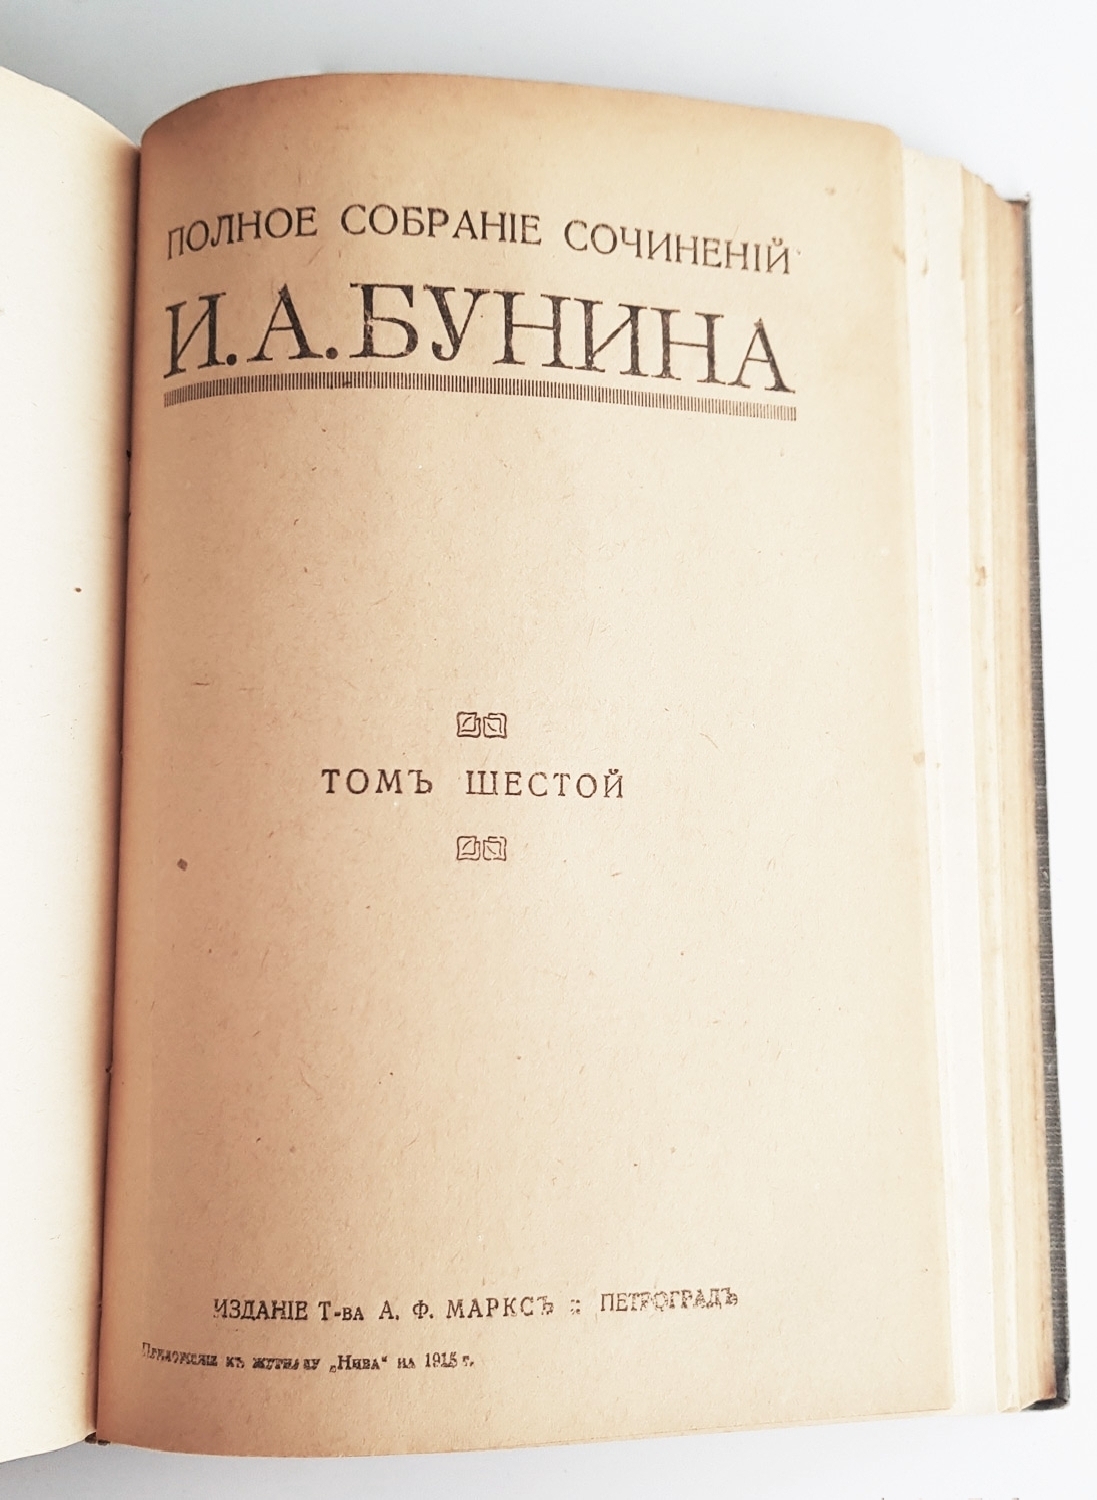 ПОЛНОЕ СОБРАНІЕ СОЧИНЕНІЙ
И. А. БУНИНА
ТОМЪ ШЕСТОЙ
ИЗДАНІЕ Т-ВА А. Ф. МАРКСЪ :: ПЕТРОГРАДЪ
Приложеніе къ журналу „Нива“ на 1915 г.